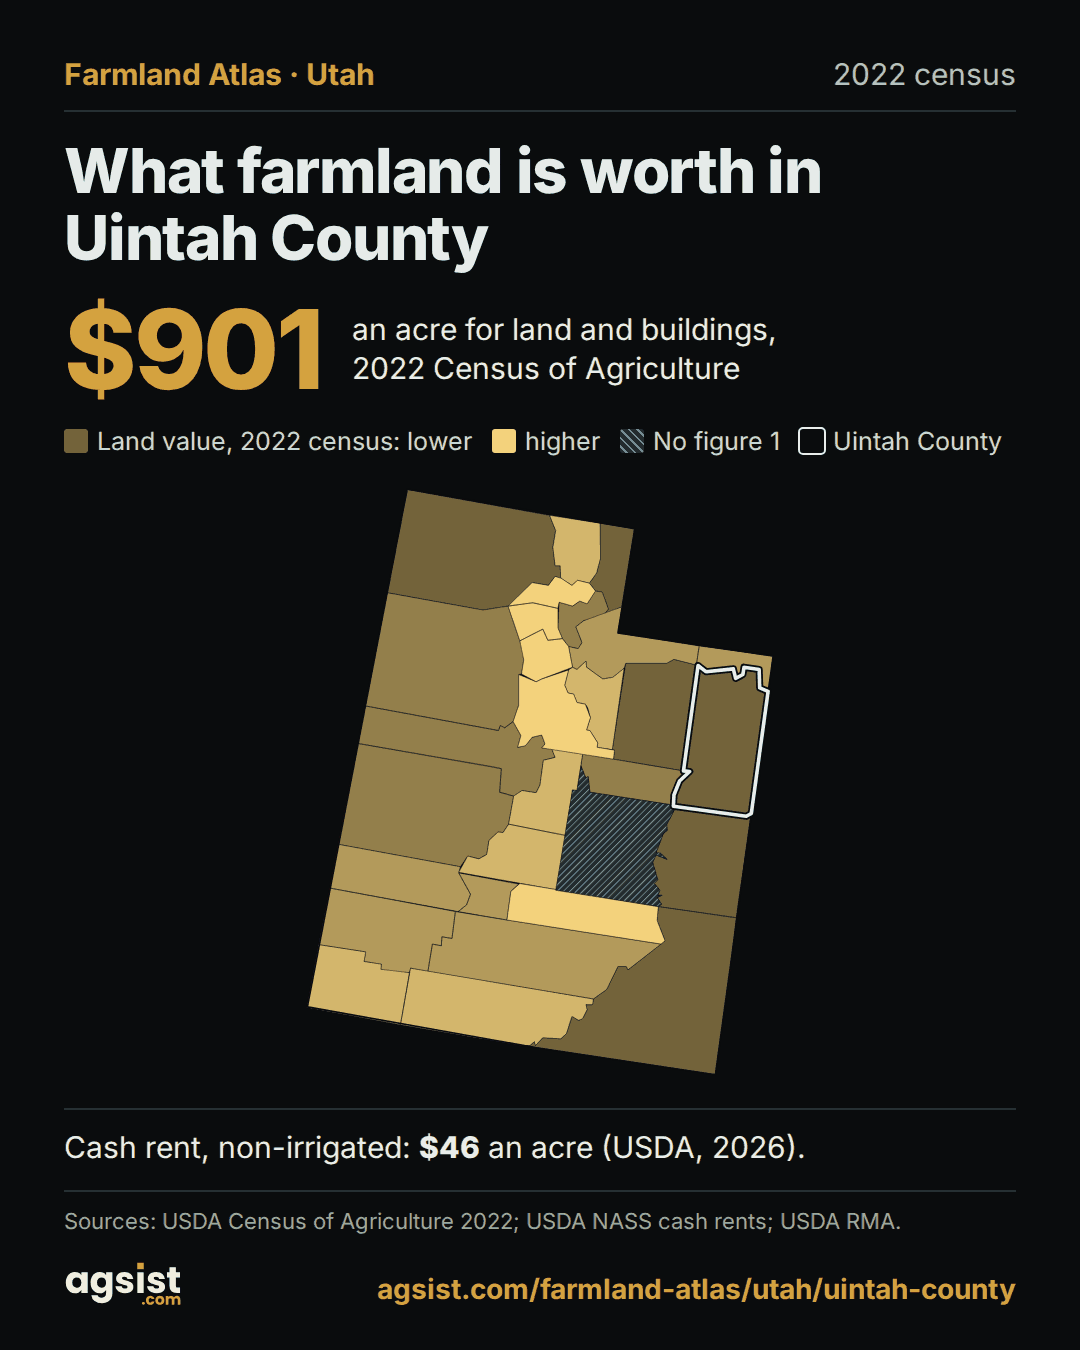 Farmland Atlas · Utah
2022 census
What farmland is worth in
Uintah County
$901
an acre for land and buildings,
2022 Census of Agriculture
Land value, 2022 census: lower
higher
No figure 1
Uintah County
Cash rent, non-irrigated: $46 an acre (USDA, 2026).
Sources: USDA Census of Agriculture 2022; USDA NASS cash rents; USDA RMA.
agsist
.com
agsist.com/farmland-atlas/utah/uintah-county